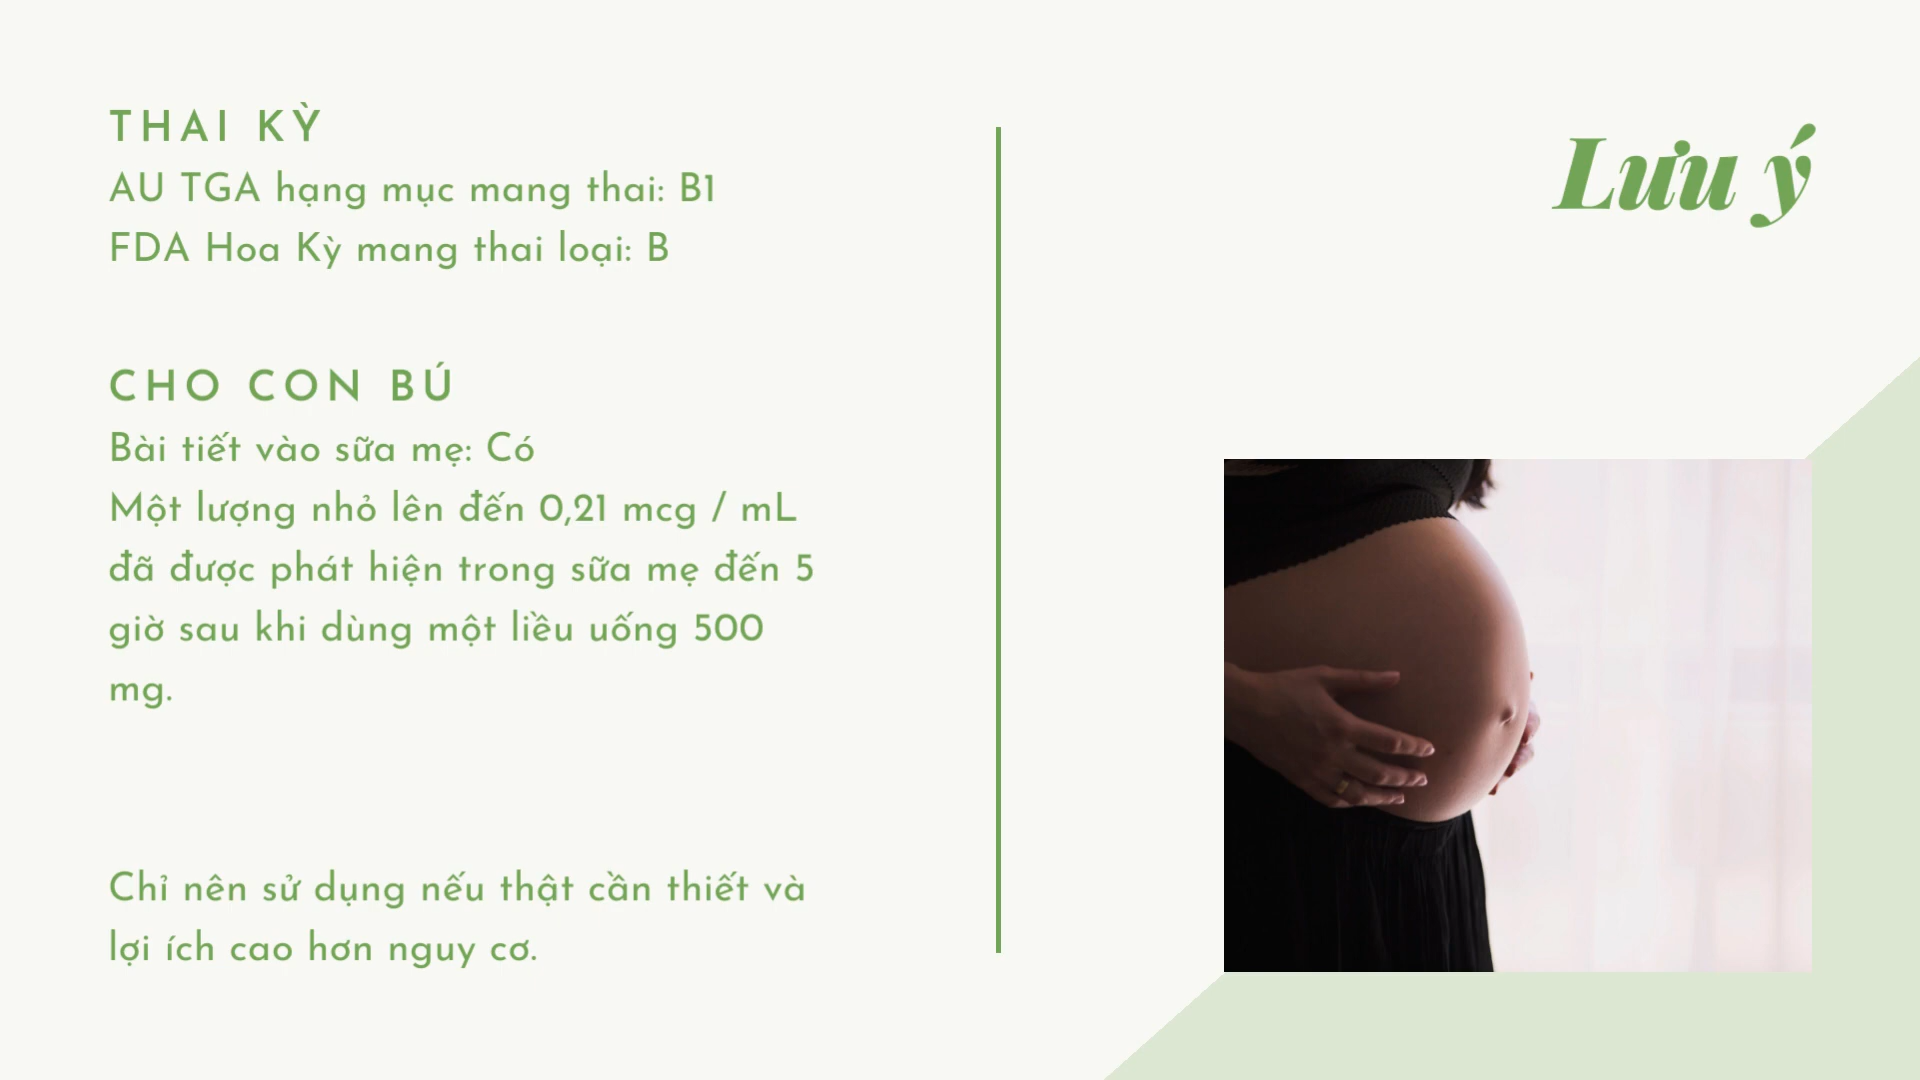 THAI KỲ
AU TGA hạng mục mang thai: B1
FDA Hoa Kỳ mang thai loại: B
CHO CON BÚ
Bài tiết vào sữa mẹ: Có
Một lượng nhỏ lên đến 0,21 mcg / mL
đã được phát hiện trong sữa mẹ đến 5
giờ sau khi dùng một liều uống 500
mg.
Chỉ nên sử dụng nếu thật cần thiết và
lợi ích cao hơn nguy cơ.
Lưu ý